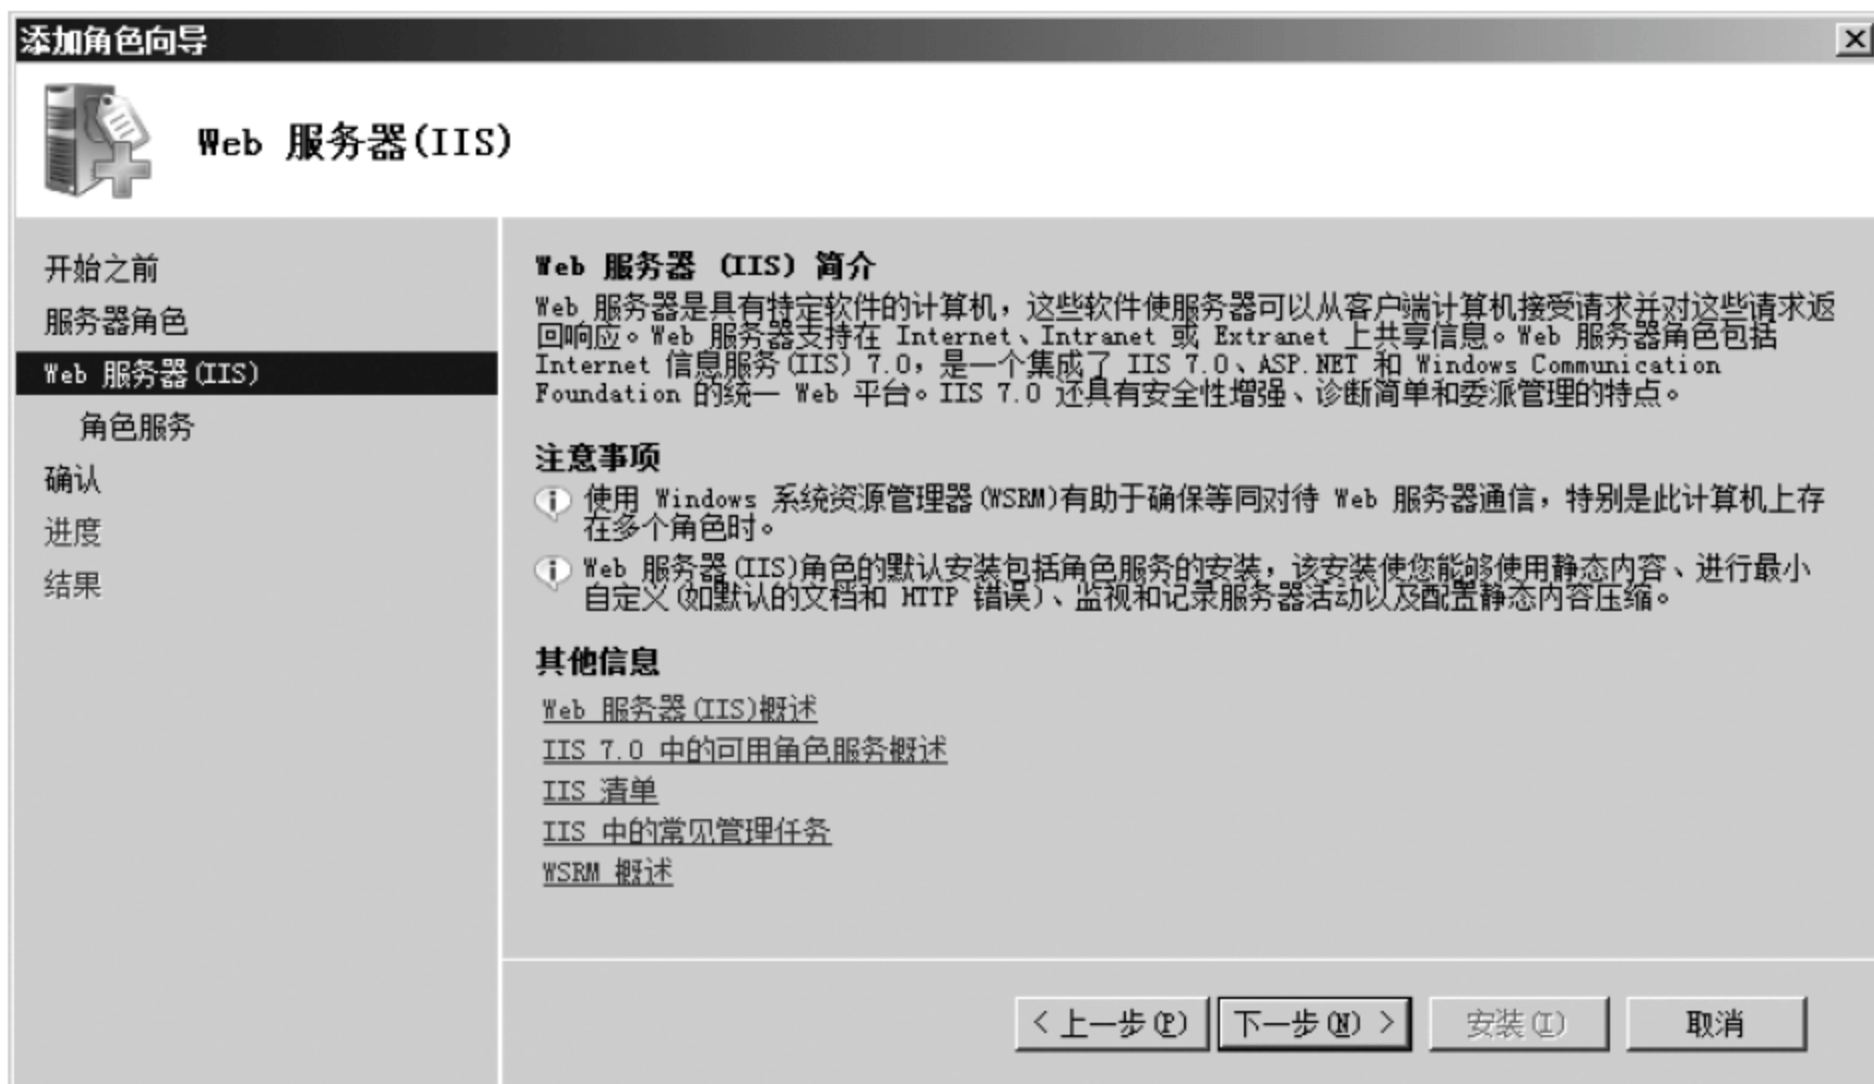 添加角色向导
Web 服务器(IIS)
开始之前
服务器角色
Web 服务器(IIS)
角色服务
确认
进度
结果
Web 服务器 (IIS) 简介
Web 服务器是具有特定软件的计算机，这些软件使服务器可以从客户端计算机接受请求并对这些请求返
回响应。Web 服务器支持在 Internet、Intranet 或 Extranet 上共享信息。Web 服务器角色包括
Internet 信息服务(IIS) 7.0，是一个集成了 IIS 7.0、ASP.NET 和 Windows Communication
Foundation 的统一 Web 平台。IIS 7.0 还具有安全性增强、诊断简单和委派管理的特点。
注意事项
使用 Windows 系统资源管理器(WSRM)有助于确保等同对待 Web 服务器通信，特别是此计算机上存
在多个角色时。
Web 服务器(IIS)角色的默认安装包括角色服务的安装，该安装使您能够使用静态内容、进行最小
自定义(如默认的文档和 HTTP 错误)、监视和记录服务器活动以及配置静态内容压缩。
其他信息
Web 服务器(IIS)概述
IIS 7.0 中的可用角色服务概述
IIS 清单
IIS 中的常见管理任务
WSRM 概述
< 上一步(P) 下一步(N) > 安装(I) 取消